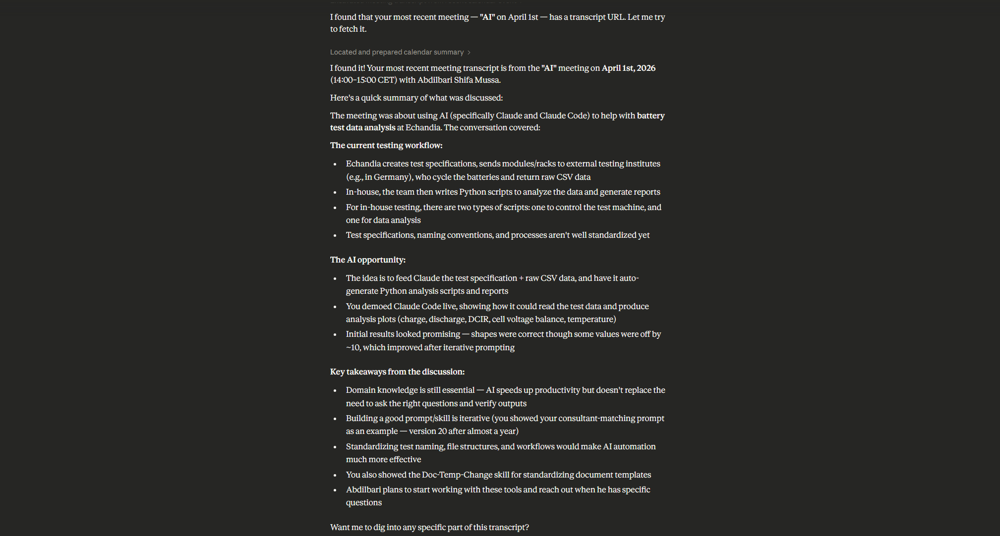 I found that your most recent meeting — "AI" on April 1st — has a transcript URL. Let me try
to fetch it.
Located and prepared calendar summary >
I found it! Your most recent meeting transcript is from the "AI" meeting on April 1st, 2026
(14:00–15:00 CET) with Abdilbari Shifa Mussa.
Here's a quick summary of what was discussed:
The meeting was about using AI (specifically Claude and Claude Code) to help with battery
test data analysis at Echandia. The conversation covered:
The current testing workflow:
• Echandia creates test specifications, sends modules/racks to external testing institutes
(e.g., in Germany), who cycle the batteries and return raw CSV data
• In-house, the team then writes Python scripts to analyze the data and generate reports
• For in-house testing, there are two types of scripts: one to control the test machine, and
one for data analysis
• Test specifications, naming conventions, and processes aren't well standardized yet
The AI opportunity:
• The idea is to feed Claude the test specification + raw CSV data, and have it auto-
generate Python analysis scripts and reports
• You demoed Claude Code live, showing how it could read the test data and produce
analysis plots (charge, discharge, DCIR, cell voltage balance, temperature)
• Initial results looked promising — shapes were correct though some values were off by
~10, which improved after iterative prompting
Key takeaways from the discussion:
• Domain knowledge is still essential — AI speeds up productivity but doesn't replace the
need to ask the right questions and verify outputs
• Building a good prompt/skill is iterative (you showed your consultant-matching prompt
as an example — version 20 after almost a year)
• Standardizing test naming, file structures, and workflows would make AI automation
much more effective
• You also showed the Doc-Temp-Change skill for standardizing document templates
• Abdilbari plans to start working with these tools and reach out when he has specific
questions
Want me to dig into any specific part of this transcript?